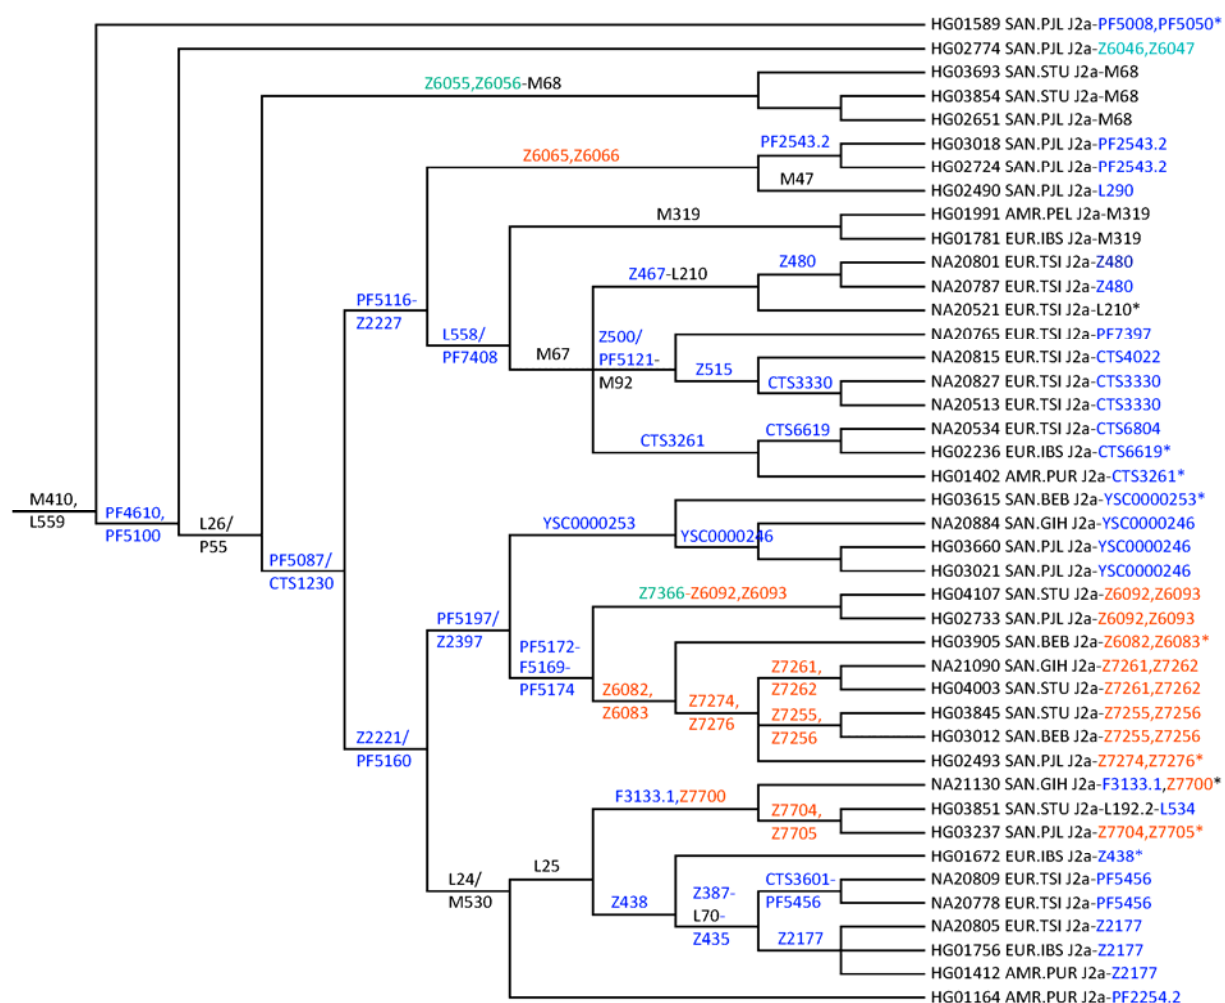 HG01589 SAN.PJL J2a-PF5008,PF5050*
HG02774 SAN.PJL J2a-Z6046,Z6047
HG03693 SAN.STU J2a-M68
Z6055,Z6056-M68
HG03854 SAN.STU J2a-M68
HG02651 SAN.PJL J2a-M68
PF2543.2
HG03018 SAN.PJL J2a-PF2543.2
Z6065,Z6066
HG02724 SAN.PJL J2a-PF2543.2
M47
HG02490 SAN.PJL J2a-L290
M319
HG01991 AMR.PEL J2a-M319
HG01781 EUR.IBS J2a-M319
Z480
NA20801 EUR.TSI J2a-Z480
Z467-L210
NA20787 EUR.TSI J2a-Z480
PF5116-
Z2227
NA20521 EUR.TSI J2a-L210*
L558/
PF7408
M67
Z500/
PF5121-
M92
NA20765 EUR.TSI J2a-PF7397
NA20815 EUR.TSI J2a-CTS4022
Z515
CTS3330
NA20827 EUR.TSI J2a-CTS3330
NA20513 EUR.TSI J2a-CTS3330
CTS6619
NA20534 EUR.TSI J2a-CTS6804
CTS3261
HG02236 EUR.IBS J2a-CTS6619*
HG01402 AMR.PUR J2a-CTS3261*
M410,
L559
PF4610,
PF5100
L26/
P55
PF5087/
CTS1230
HG03615 SAN.BEB J2a-YSC0000253*
YSC0000253
NA20884 SAN.GIH J2a-YSC0000246
YSC0000246
HG03660 SAN.PJL J2a-YSC0000246
HG03021 SAN.PJL J2a-YSC0000246
Z7366-Z6092,Z6093
HG04107 SAN.STU J2a-Z6092,Z6093
HG02733 SAN.PJL J2a-Z6092,Z6093
PF5197/
Z2397
PF5172-
F5169-
PF5174
HG03905 SAN.BEB J2a-Z6082,Z6083*
Z6082,
Z6083
Z7274,
Z7276
Z7261,
Z7262
NA21090 SAN.GIH J2a-Z7261,Z7262
HG04003 SAN.STU J2a-Z7261,Z7262
Z7255,
Z7256
HG03845 SAN.STU J2a-Z7255,Z7256
HG03012 SAN.BEB J2a-Z7255,Z7256
Z2221/
PF5160
HG02493 SAN.PJL J2a-Z7274,Z7276*
F3133.1,Z7700
NA21130 SAN.GIH J2a-F3133.1,Z7700*
Z7704,
Z7705
HG03851 SAN.STU J2a-L192.2-L534
HG03237 SAN.PJL J2a-Z7704,Z7705*
L24/
M530
L25
HG01672 EUR.IBS J2a-Z438*
Z438
Z387-
L70-
Z435
CTS3601-
PF5456
NA20809 EUR.TSI J2a-PF5456
NA20778 EUR.TSI J2a-PF5456
Z2177
NA20805 EUR.TSI J2a-Z2177
HG01756 EUR.IBS J2a-Z2177
HG01412 AMR.PUR J2a-Z2177
HG01164 AMR.PUR J2a-PF2254.2